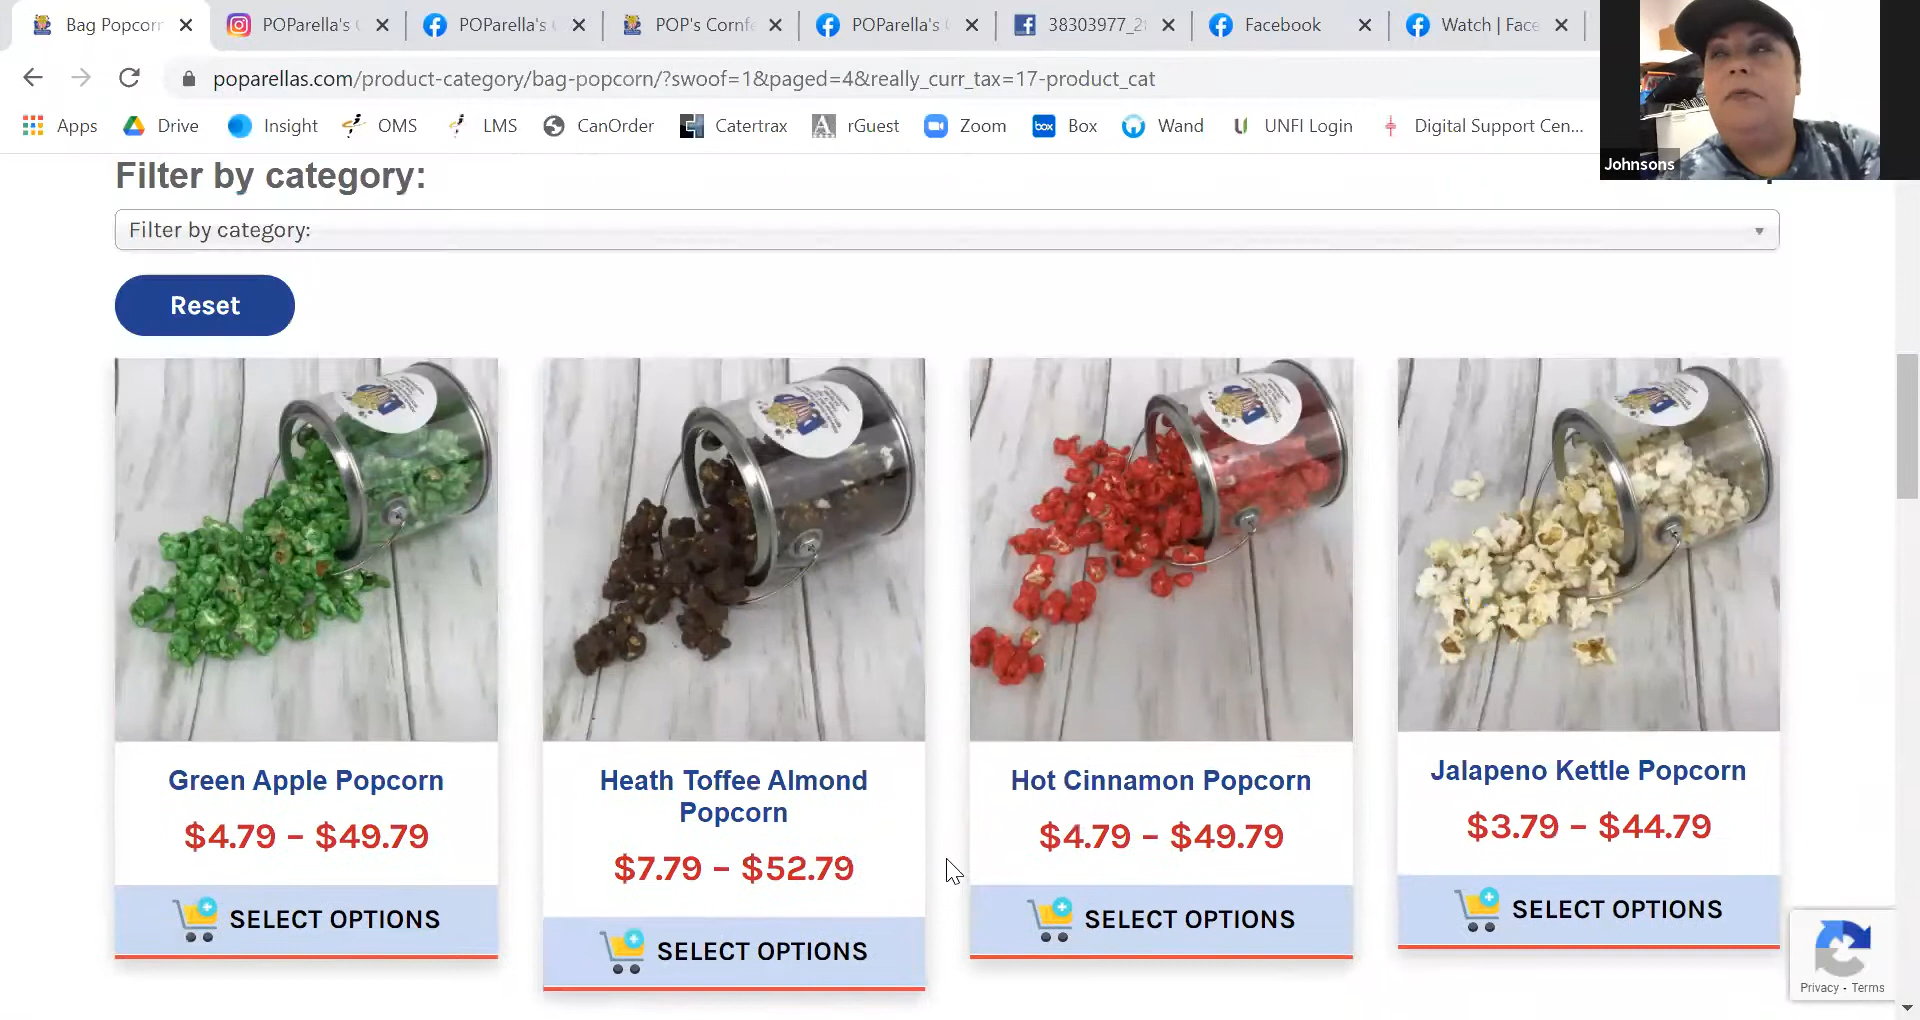 Bag Popcorn
POParella's
POParella's
POP's Cornf
POParella's
38303977_2
Facebook
Watch | Face
poparellas.com/product-category/bag-popcorn/?swoof=1&paged=4&really_curr_tax=17-product_cat
Apps Drive Insight OMS LMS CanOrder Catertrax rGuest Zoom box Box Wand UNFI Login Digital Support Cen...
Johnsons
Filter by category:
Filter by category:
Reset
Green Apple Popcorn
$4.79 – $49.79
SELECT OPTIONS
Heath Toffee Almond
Popcorn
$7.79 – $52.79
SELECT OPTIONS
Hot Cinnamon Popcorn
$4.79 – $49.79
SELECT OPTIONS
Jalapeno Kettle Popcorn
$3.79 – $44.79
SELECT OPTIONS
Privacy - Terms